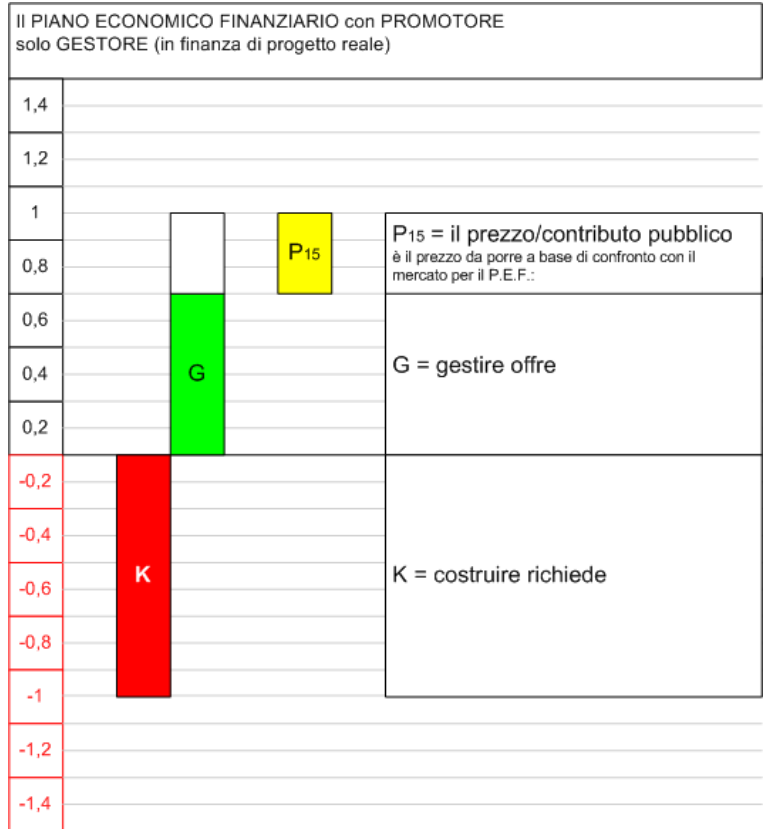 Il PIANO ECONOMICO FINANZIARIO con PROMOTORE
solo GESTORE (in finanza di progetto reale)
1,4
1,2
1
0,8
0,6
0,4
0,2
-0,2
-0,4
-0,6
-0,8
-1
-1,2
-1,4
G
P15
K
P15 = il prezzo/contributo pubblico
è il prezzo da porre a base di confronto con il
mercato per il P.E.F.:
G = gestire offre
K = costruire richiede